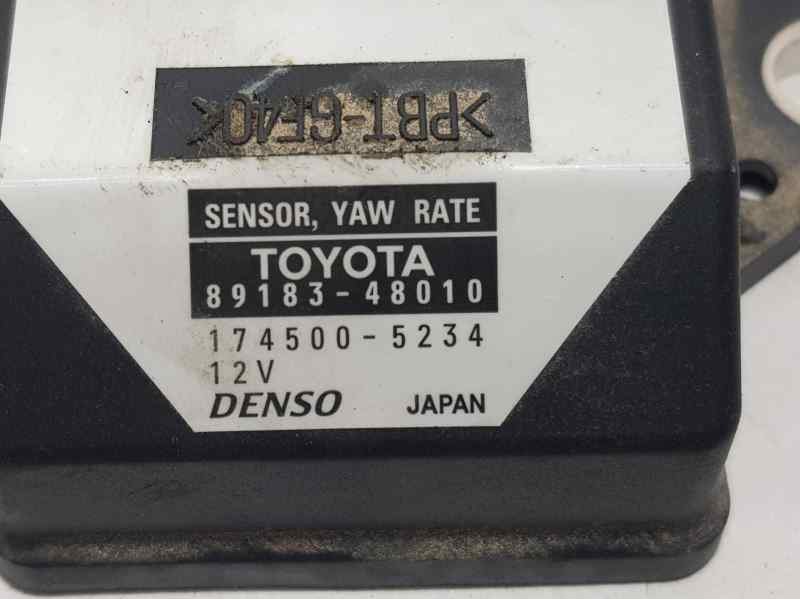 >PBT-GF40<
SENSOR, YAW RATE
TOYOTA
89183-48010
174500-5234
12V
DENSO JAPAN